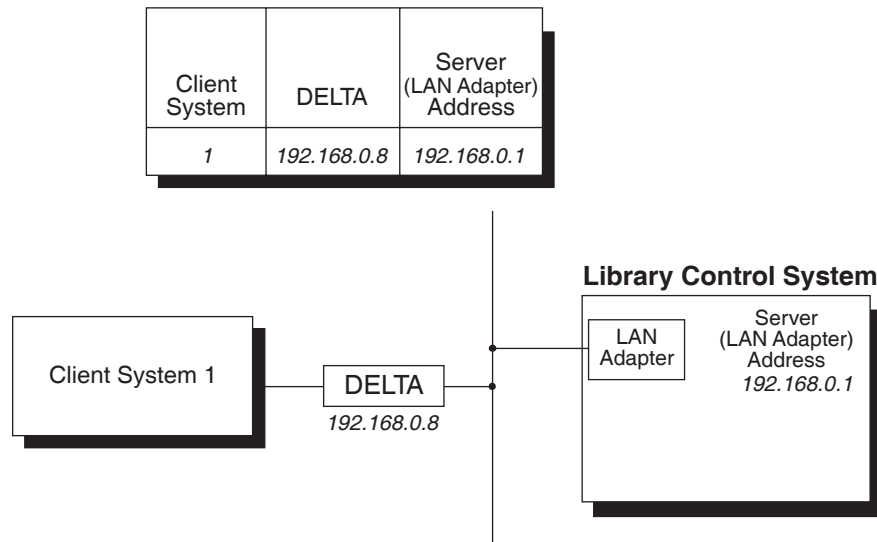 Client
System
DELTA
Server
(LAN Adapter)
Address
1
192.168.0.8
192.168.0.1
Library Control System
Client System 1
DELTA
192.168.0.8
LAN
Adapter
Server
(LAN Adapter)
Address
192.168.0.1